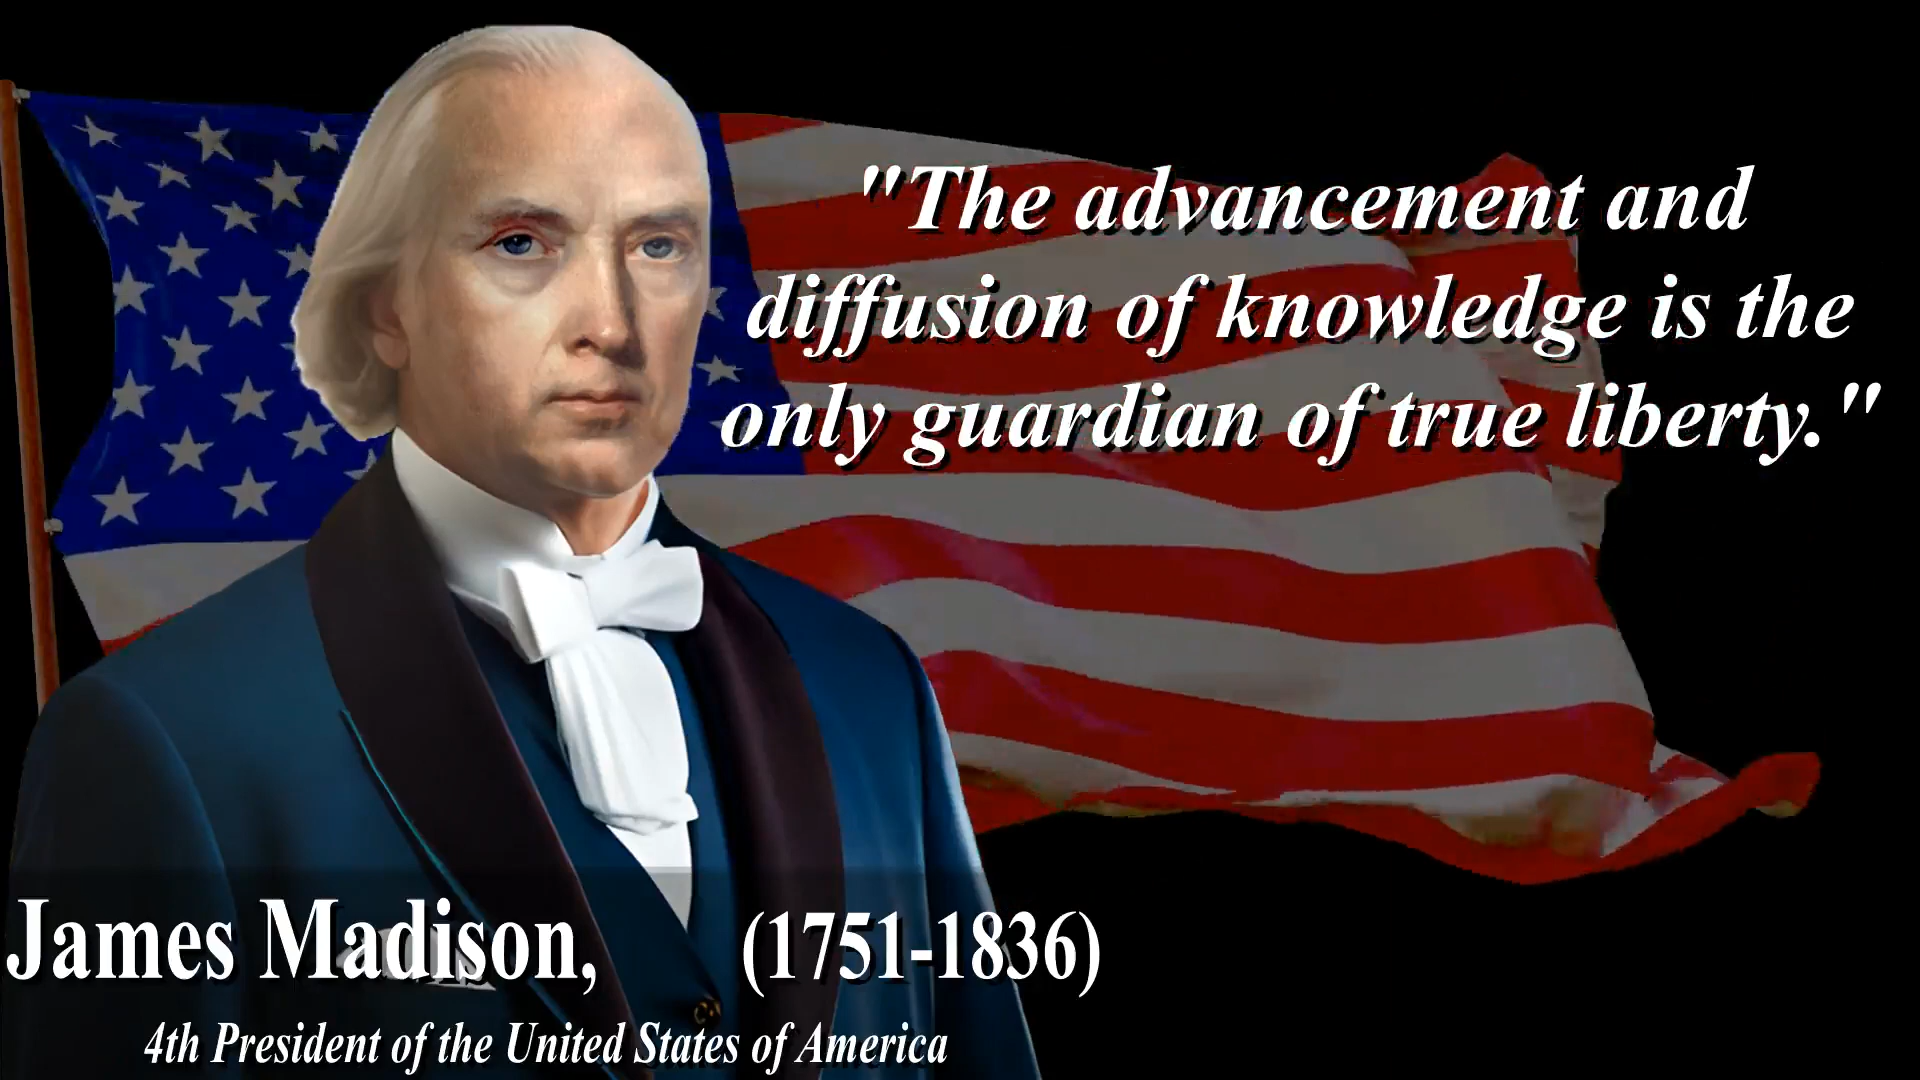 "The advancement and
diffusion of knowledge is the
only guardian of true liberty."
James Madison, (1751-1836)
4th President of the United States of America